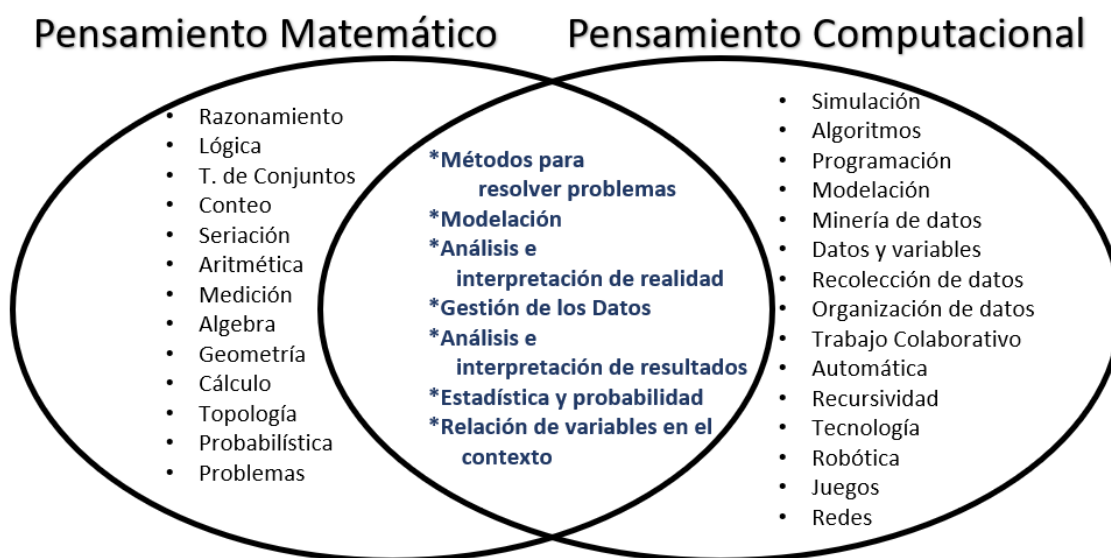 Pensamiento Matemático
Pensamiento Computacional
• Razonamiento
• Lógica
• T. de Conjuntos
• Conteo
• Seriación
• Aritmética
• Medición
• Algebra
• Geometría
• Cálculo
• Topología
• Probabilística
• Problemas
*Métodos para
resolver problemas
*Modelación
*Análisis e
interpretación de realidad
*Gestión de los Datos
*Análisis e
interpretación de resultados
*Estadística y probabilidad
*Relación de variables en el
contexto
• Simulación
• Algoritmos
• Programación
• Modelación
• Minería de datos
• Datos y variables
• Recolección de datos
• Organización de datos
• Trabajo Colaborativo
• Automática
• Recursividad
• Tecnología
• Robótica
• Juegos
• Redes